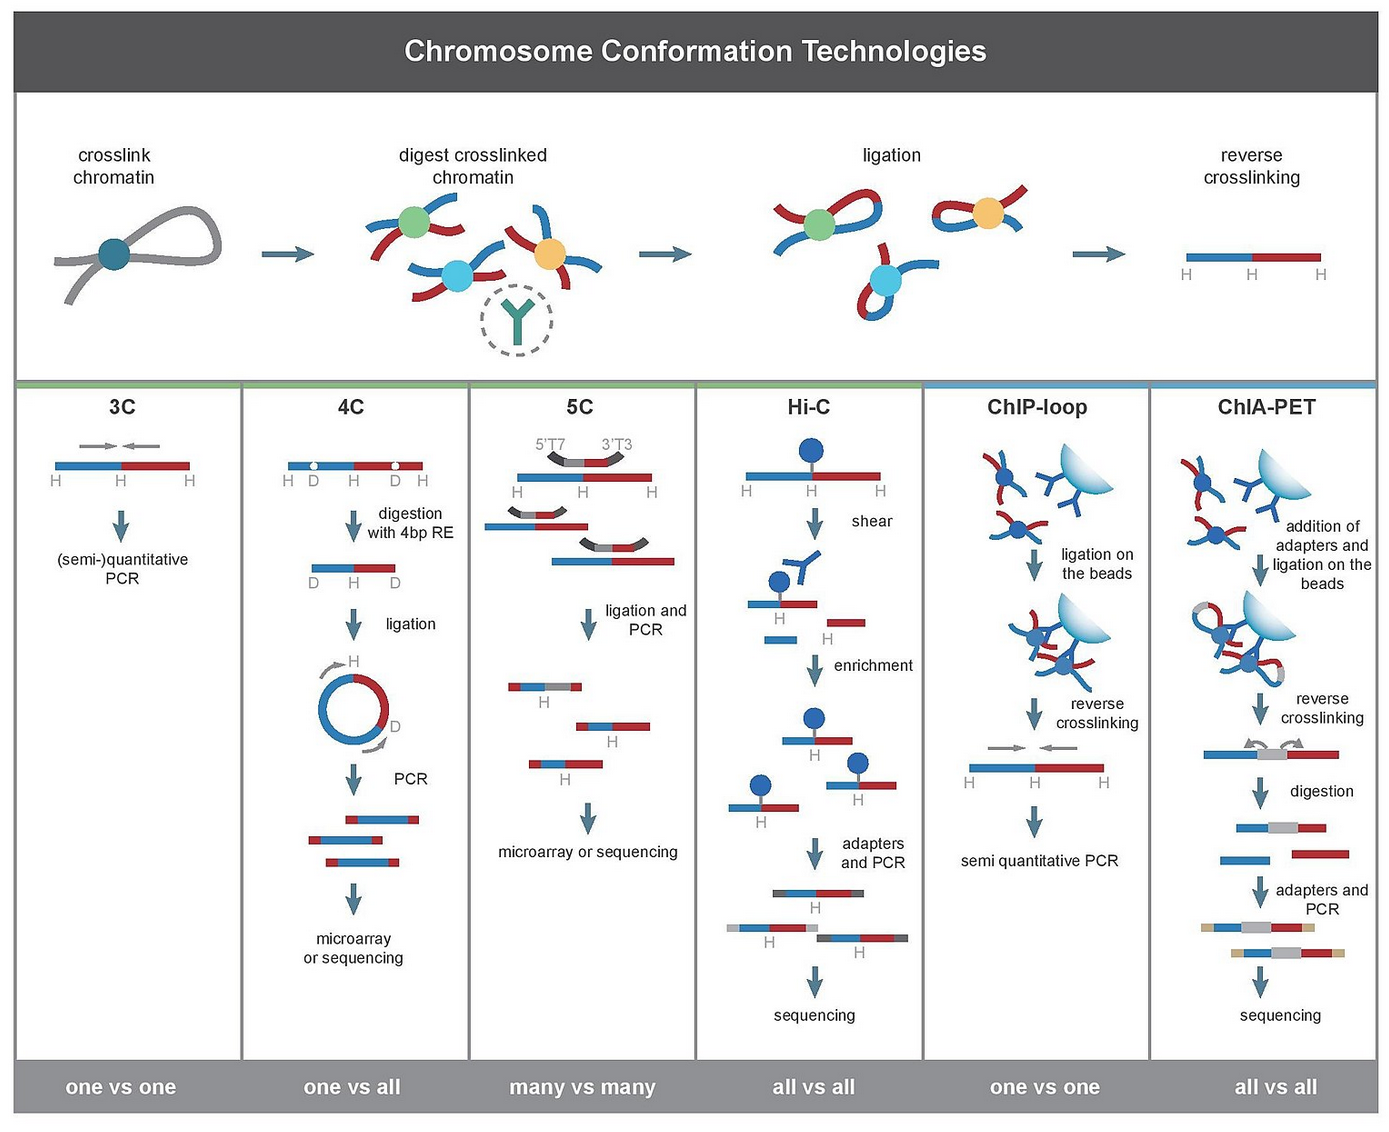 Chromosome Conformation Technologies
crosslink
chromatin
digest crosslinked
chromatin
ligation
reverse
crosslinking
H H H
3C
H H H
(semi-)quantitative
PCR
4C
H D H D H
digestion
with 4bp RE
D H D
ligation
H
D
PCR
microarray
or sequencing
5C
5'T7 3'T3
H H H
ligation and
PCR
H
H
H
microarray or sequencing
Hi-C
H H
shear
H
H
enrichment
H
H
H
adapters
and PCR
H
H
H
sequencing
ChIP-loop
ligation on
the beads
reverse
crosslinking
H H H
semi quantitative PCR
ChIA-PET
addition of
adapters and
ligation on the
beads
reverse
crosslinking
digestion
adapters and
PCR
sequencing
one vs one
one vs all
many vs many
all vs all
one vs one
all vs all